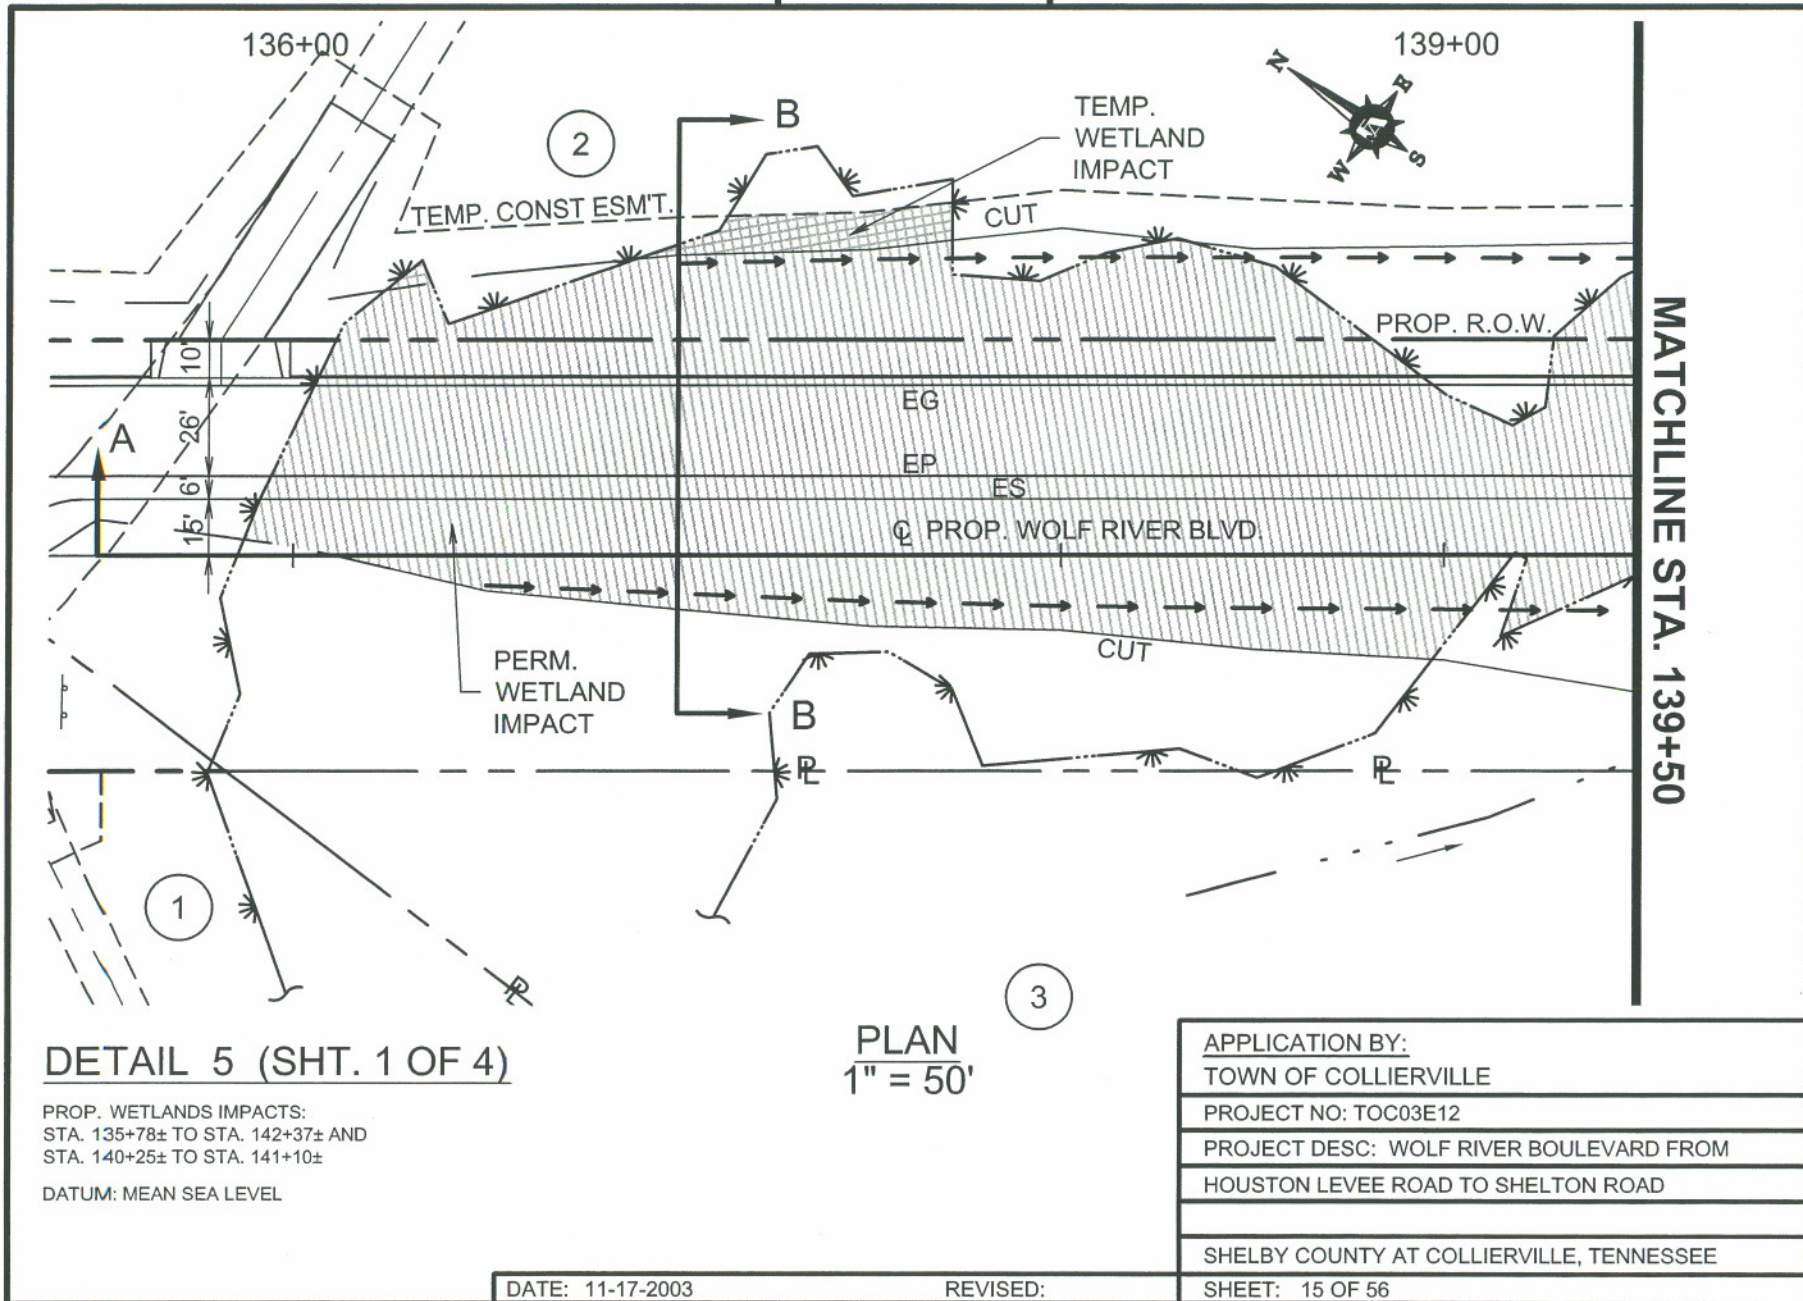 136+00
139+00
N
E
S
W
B
2
TEMP.
WETLAND
IMPACT
TEMP. CONST ESM'T.
CUT
PROP. R.O.W.
10'
26'
6'
15'
A
EG
EP
ES
℄ PROP. WOLF RIVER BLVD.
CUT
PERM.
WETLAND
IMPACT
B
PL
PL
PL
1
3
MATCHLINE STA. 139+50
DETAIL 5 (SHT. 1 OF 4)
PROP. WETLANDS IMPACTS:
STA. 135+78± TO STA. 142+37± AND
STA. 140+25± TO STA. 141+10±
DATUM: MEAN SEA LEVEL
PLAN
1" = 50'
APPLICATION BY:
TOWN OF COLLIERVILLE
PROJECT NO: TOC03E12
PROJECT DESC: WOLF RIVER BOULEVARD FROM
HOUSTON LEVEE ROAD TO SHELTON ROAD
SHELBY COUNTY AT COLLIERVILLE, TENNESSEE
DATE: 11-17-2003
REVISED:
SHEET: 15 OF 56